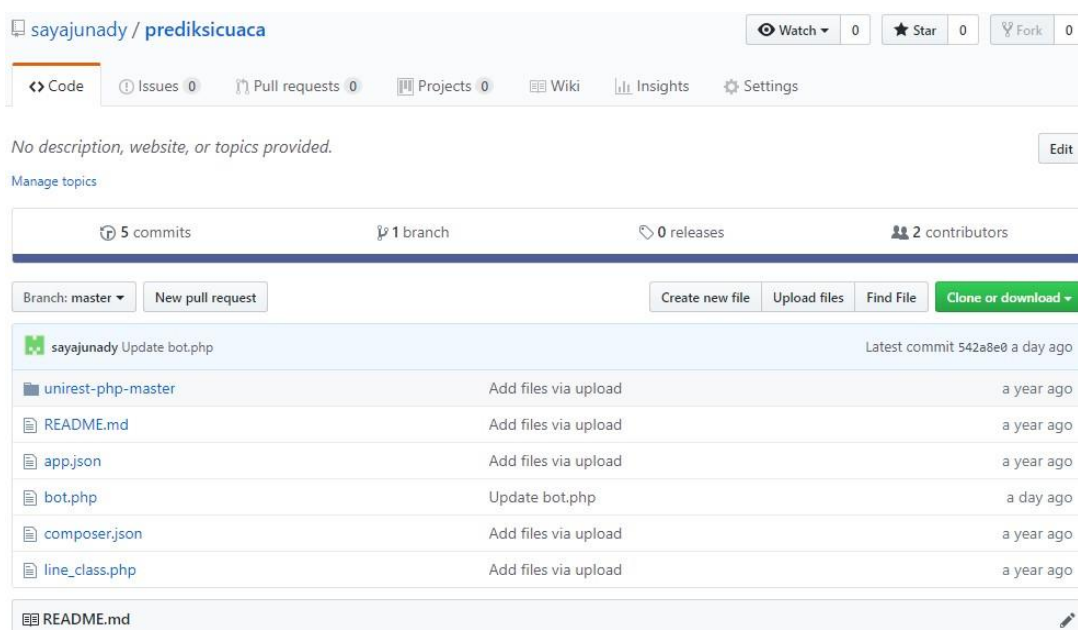 sayajunady / prediksicuaca Watch 0 Star 0 Fork 0
Code Issues 0 Pull requests 0 Projects 0 Wiki Insights Settings
No description, website, or topics provided. Edit
Manage topics
5 commits 1 branch 0 releases 2 contributors
Branch: master New pull request Create new file Upload files Find File Clone or download
sayajunady Update bot.php Latest commit 542a8e0 a day ago
unirest-php-master Add files via upload a year ago
README.md Add files via upload a year ago
app.json Add files via upload a year ago
bot.php Update bot.php a day ago
composer.json Add files via upload a year ago
line_class.php Add files via upload a year ago
README.md